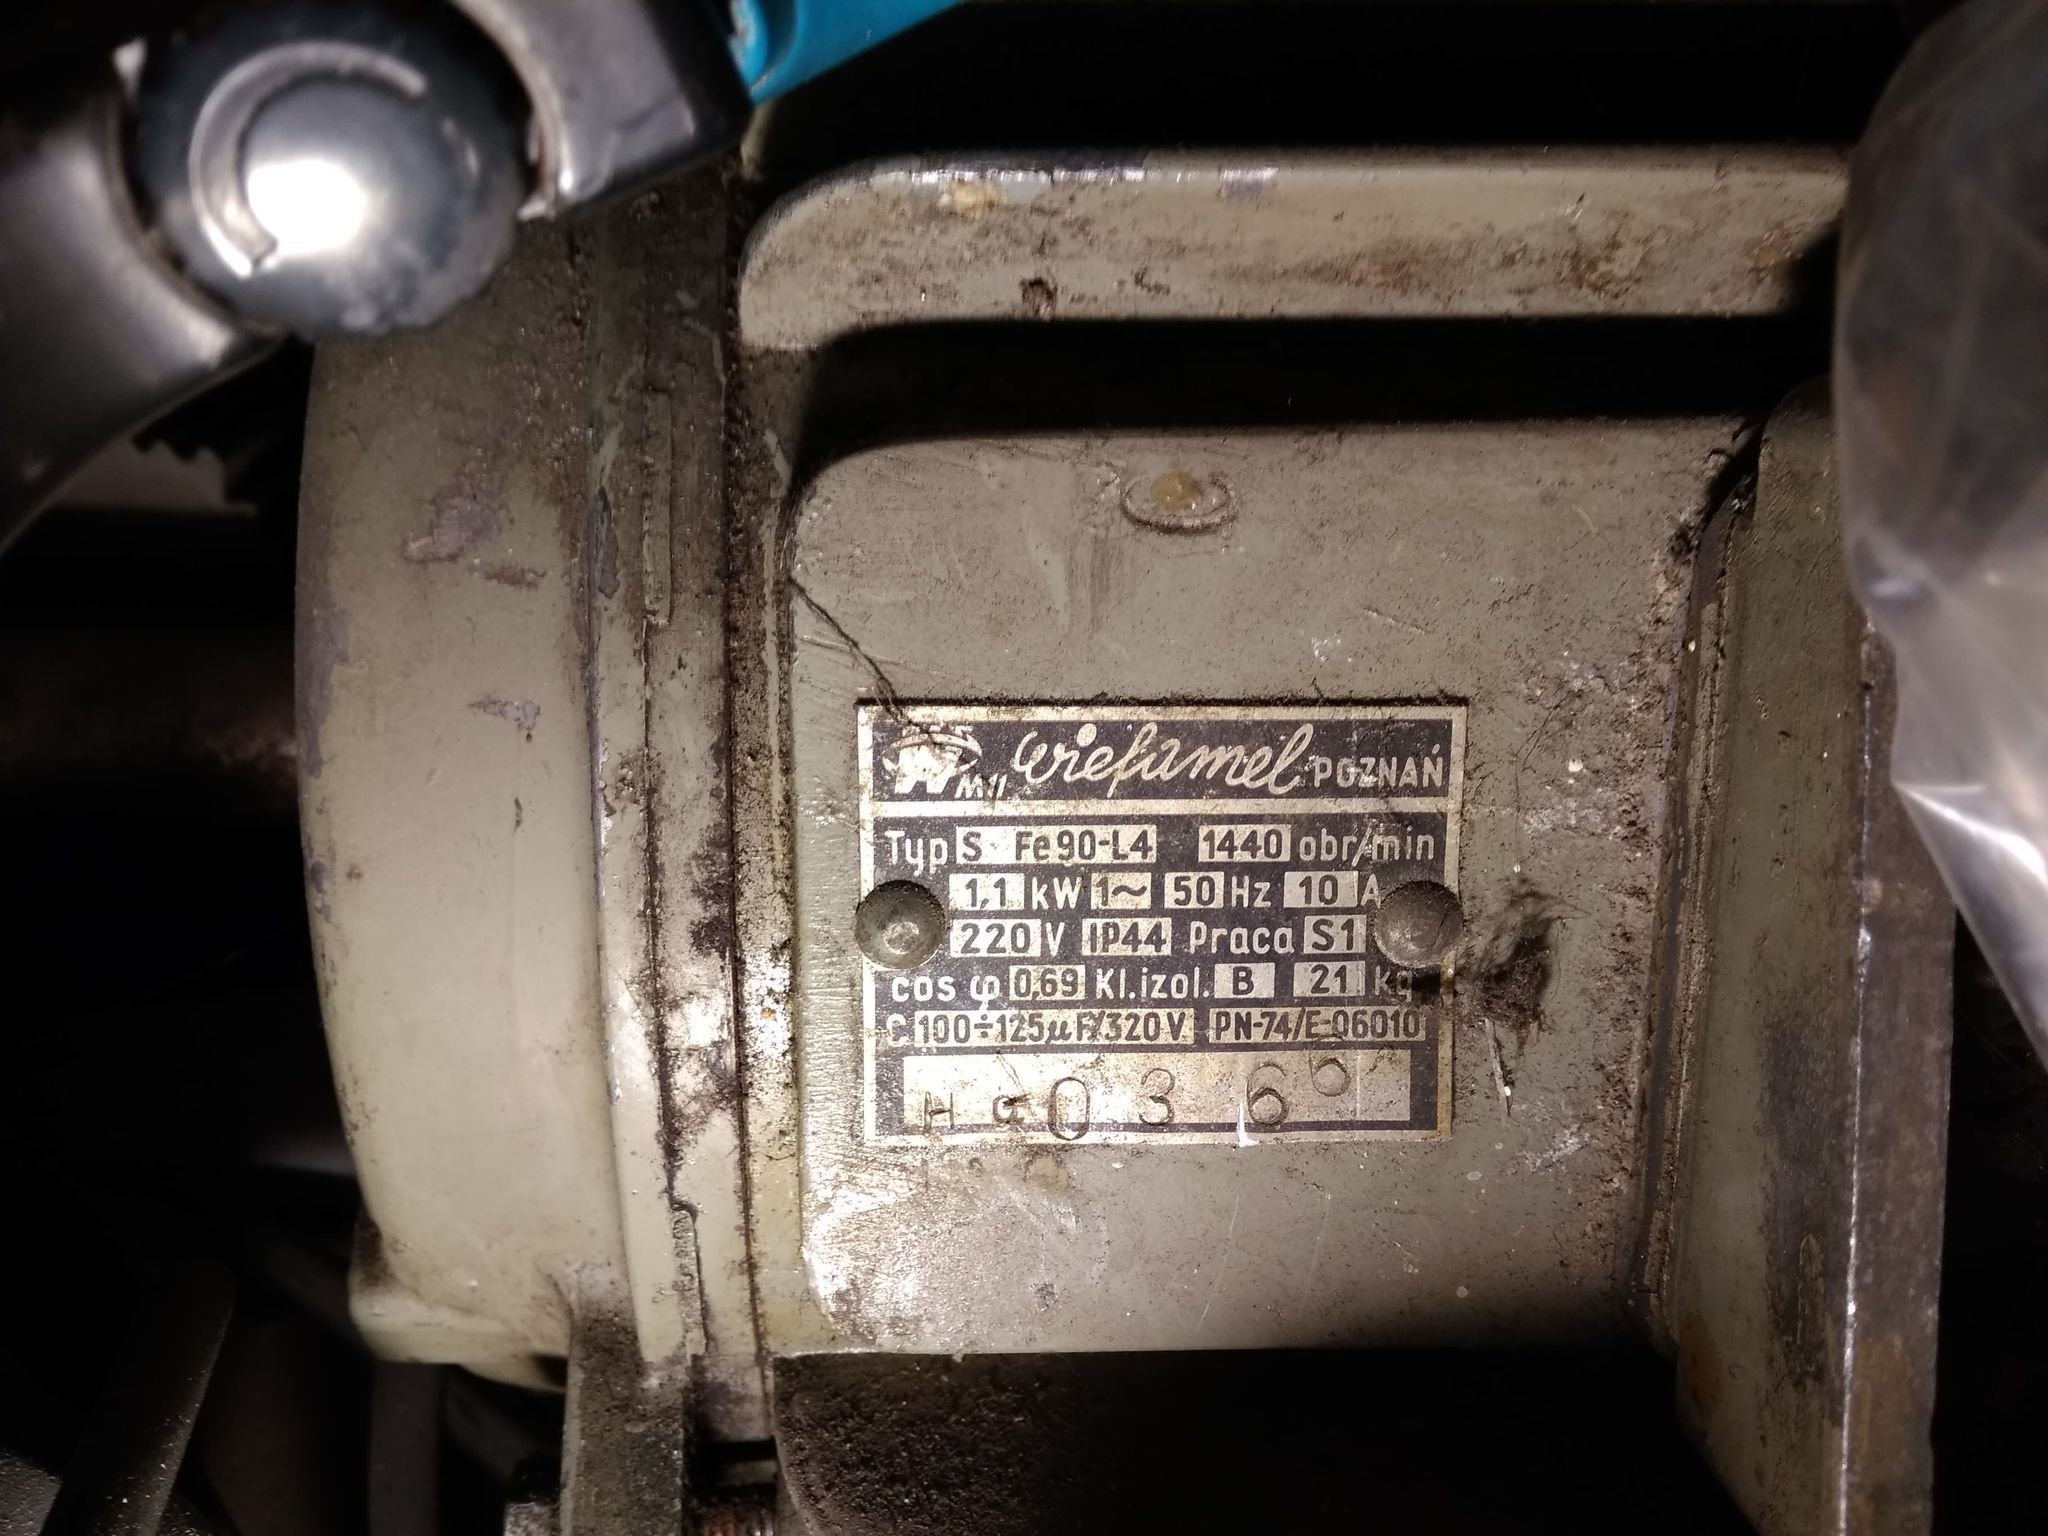 wiefamel POZNAŃ
Typ S Fe90-L4 1440 obr/min
1,1 kW 1~ 50 Hz 10 A
220 V IP44 Praca S1
cos φ 0,69 Kl.izol. B 21 kg
C 100÷125μF/320V PN-74/E-06010
0 3 6 6